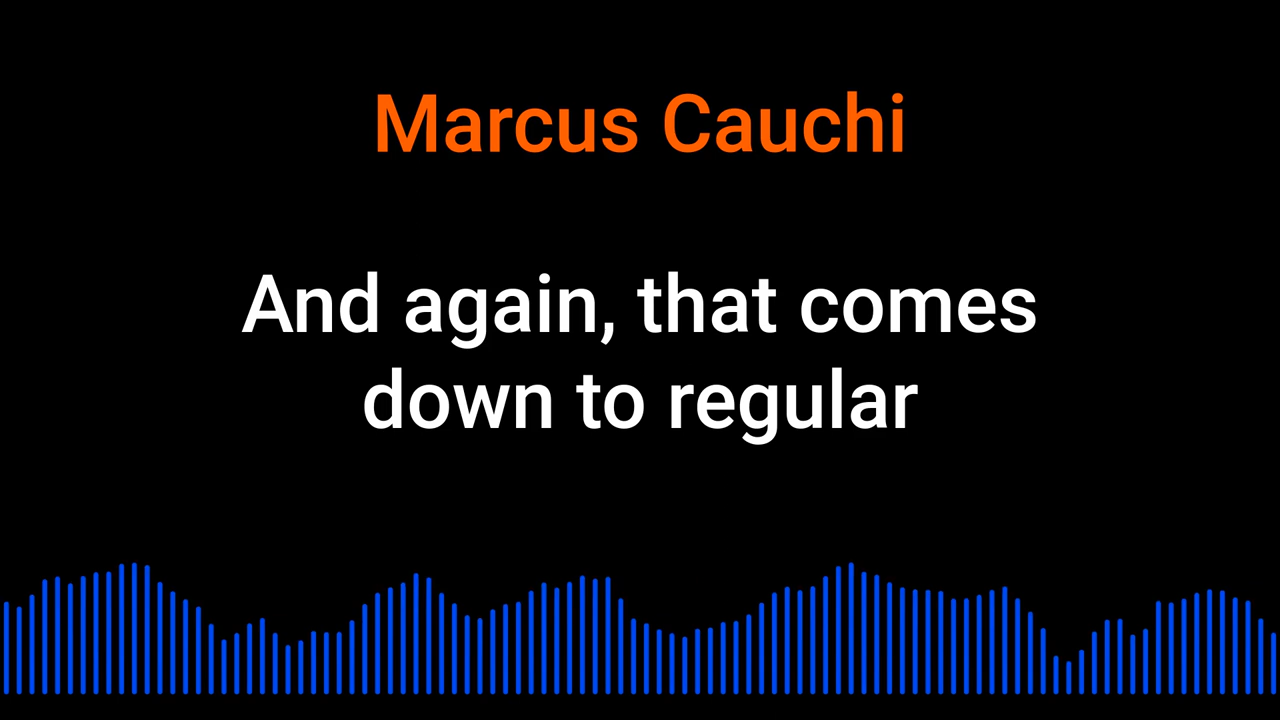 Marcus Cauchi
And again, that comes
down to regular